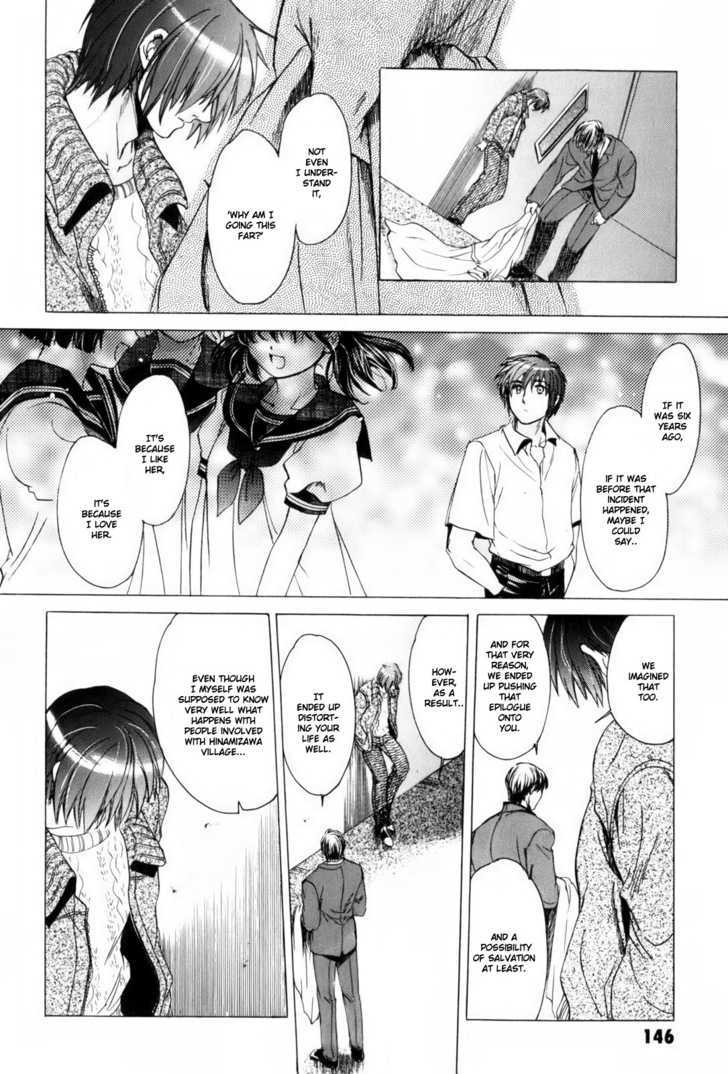 NOT
EVEN
I UNDER-
STAND
IT,
'WHY AM I
GOING THIS
FAR?'
IF IT
WAS SIX
YEARS
AGO,
IF IT WAS
BEFORE THAT
INCIDENT
HAPPENED,
MAYBE I
COULD
SAY..
IT'S
BECAUSE
I LIKE
HER,
IT'S
BECAUSE
I LOVE
HER.
WE
IMAGINED
THAT
TOO.
AND FOR
THAT VERY
REASON,
WE ENDED
UP PUSHING
THAT
EPILOGUE
ONTO
YOU.
AND A
POSSIBILITY
OF SALVATION
AT LEAST.
HOW-
EVER,
AS A
RESULT..
IT
ENDED UP
DISTORT-
ING YOUR
LIFE AS
WELL.
EVEN THOUGH
I MYSELF WAS
SUPPOSED TO KNOW
VERY WELL WHAT
HAPPENS WITH
PEOPLE INVOLVED
WITH HINAMIZAWA
VILLAGE...
146